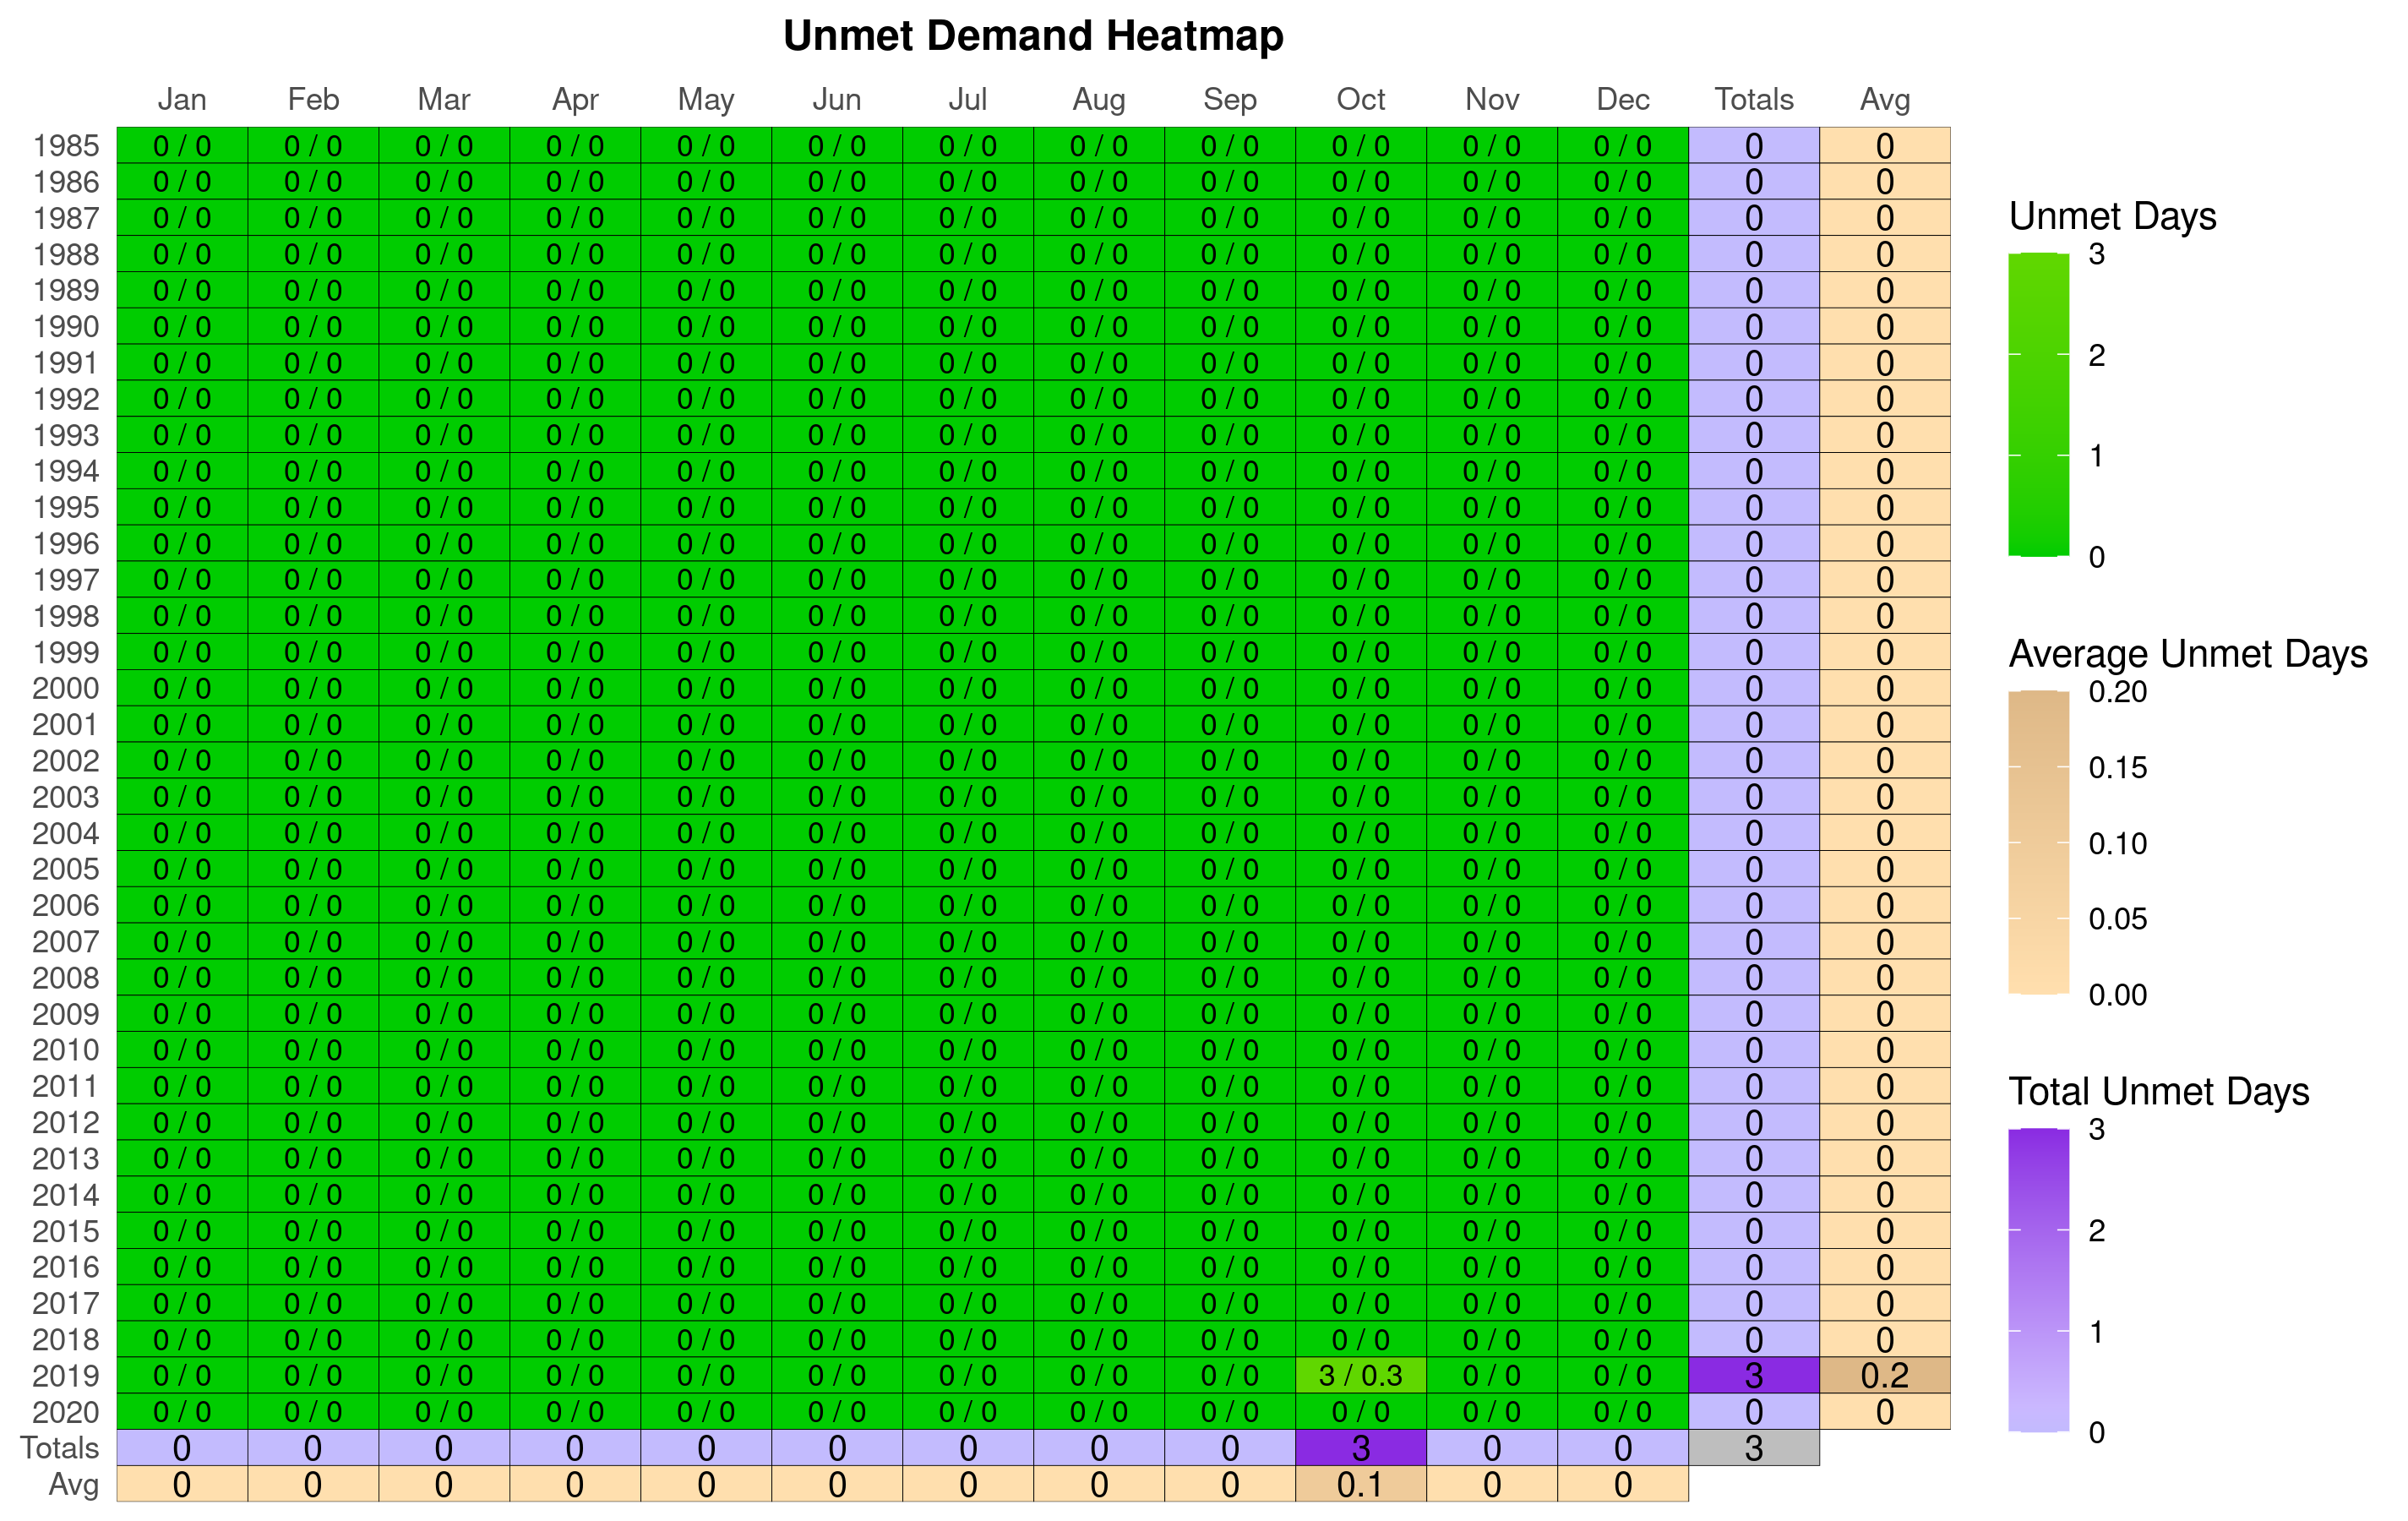 Unmet Demand Heatmap
Jan Feb Mar Apr May Jun Jul Aug Sep Oct Nov Dec Totals Avg
1985 0 / 0 0 / 0 0 / 0 0 / 0 0 / 0 0 / 0 0 / 0 0 / 0 0 / 0 0 / 0 0 / 0 0 / 0 0 0
1986 0 / 0 0 / 0 0 / 0 0 / 0 0 / 0 0 / 0 0 / 0 0 / 0 0 / 0 0 / 0 0 / 0 0 / 0 0 0
1987 0 / 0 0 / 0 0 / 0 0 / 0 0 / 0 0 / 0 0 / 0 0 / 0 0 / 0 0 / 0 0 / 0 0 / 0 0 0
1988 0 / 0 0 / 0 0 / 0 0 / 0 0 / 0 0 / 0 0 / 0 0 / 0 0 / 0 0 / 0 0 / 0 0 / 0 0 0
1989 0 / 0 0 / 0 0 / 0 0 / 0 0 / 0 0 / 0 0 / 0 0 / 0 0 / 0 0 / 0 0 / 0 0 / 0 0 0
1990 0 / 0 0 / 0 0 / 0 0 / 0 0 / 0 0 / 0 0 / 0 0 / 0 0 / 0 0 / 0 0 / 0 0 / 0 0 0
1991 0 / 0 0 / 0 0 / 0 0 / 0 0 / 0 0 / 0 0 / 0 0 / 0 0 / 0 0 / 0 0 / 0 0 / 0 0 0
1992 0 / 0 0 / 0 0 / 0 0 / 0 0 / 0 0 / 0 0 / 0 0 / 0 0 / 0 0 / 0 0 / 0 0 / 0 0 0
1993 0 / 0 0 / 0 0 / 0 0 / 0 0 / 0 0 / 0 0 / 0 0 / 0 0 / 0 0 / 0 0 / 0 0 / 0 0 0
1994 0 / 0 0 / 0 0 / 0 0 / 0 0 / 0 0 / 0 0 / 0 0 / 0 0 / 0 0 / 0 0 / 0 0 / 0 0 0
1995 0 / 0 0 / 0 0 / 0 0 / 0 0 / 0 0 / 0 0 / 0 0 / 0 0 / 0 0 / 0 0 / 0 0 / 0 0 0
1996 0 / 0 0 / 0 0 / 0 0 / 0 0 / 0 0 / 0 0 / 0 0 / 0 0 / 0 0 / 0 0 / 0 0 / 0 0 0
1997 0 / 0 0 / 0 0 / 0 0 / 0 0 / 0 0 / 0 0 / 0 0 / 0 0 / 0 0 / 0 0 / 0 0 / 0 0 0
1998 0 / 0 0 / 0 0 / 0 0 / 0 0 / 0 0 / 0 0 / 0 0 / 0 0 / 0 0 / 0 0 / 0 0 / 0 0 0
1999 0 / 0 0 / 0 0 / 0 0 / 0 0 / 0 0 / 0 0 / 0 0 / 0 0 / 0 0 / 0 0 / 0 0 / 0 0 0
2000 0 / 0 0 / 0 0 / 0 0 / 0 0 / 0 0 / 0 0 / 0 0 / 0 0 / 0 0 / 0 0 / 0 0 / 0 0 0
2001 0 / 0 0 / 0 0 / 0 0 / 0 0 / 0 0 / 0 0 / 0 0 / 0 0 / 0 0 / 0 0 / 0 0 / 0 0 0
2002 0 / 0 0 / 0 0 / 0 0 / 0 0 / 0 0 / 0 0 / 0 0 / 0 0 / 0 0 / 0 0 / 0 0 / 0 0 0
2003 0 / 0 0 / 0 0 / 0 0 / 0 0 / 0 0 / 0 0 / 0 0 / 0 0 / 0 0 / 0 0 / 0 0 / 0 0 0
2004 0 / 0 0 / 0 0 / 0 0 / 0 0 / 0 0 / 0 0 / 0 0 / 0 0 / 0 0 / 0 0 / 0 0 / 0 0 0
2005 0 / 0 0 / 0 0 / 0 0 / 0 0 / 0 0 / 0 0 / 0 0 / 0 0 / 0 0 / 0 0 / 0 0 / 0 0 0
2006 0 / 0 0 / 0 0 / 0 0 / 0 0 / 0 0 / 0 0 / 0 0 / 0 0 / 0 0 / 0 0 / 0 0 / 0 0 0
2007 0 / 0 0 / 0 0 / 0 0 / 0 0 / 0 0 / 0 0 / 0 0 / 0 0 / 0 0 / 0 0 / 0 0 / 0 0 0
2008 0 / 0 0 / 0 0 / 0 0 / 0 0 / 0 0 / 0 0 / 0 0 / 0 0 / 0 0 / 0 0 / 0 0 / 0 0 0
2009 0 / 0 0 / 0 0 / 0 0 / 0 0 / 0 0 / 0 0 / 0 0 / 0 0 / 0 0 / 0 0 / 0 0 / 0 0 0
2010 0 / 0 0 / 0 0 / 0 0 / 0 0 / 0 0 / 0 0 / 0 0 / 0 0 / 0 0 / 0 0 / 0 0 / 0 0 0
2011 0 / 0 0 / 0 0 / 0 0 / 0 0 / 0 0 / 0 0 / 0 0 / 0 0 / 0 0 / 0 0 / 0 0 / 0 0 0
2012 0 / 0 0 / 0 0 / 0 0 / 0 0 / 0 0 / 0 0 / 0 0 / 0 0 / 0 0 / 0 0 / 0 0 / 0 0 0
2013 0 / 0 0 / 0 0 / 0 0 / 0 0 / 0 0 / 0 0 / 0 0 / 0 0 / 0 0 / 0 0 / 0 0 / 0 0 0
2014 0 / 0 0 / 0 0 / 0 0 / 0 0 / 0 0 / 0 0 / 0 0 / 0 0 / 0 0 / 0 0 / 0 0 / 0 0 0
2015 0 / 0 0 / 0 0 / 0 0 / 0 0 / 0 0 / 0 0 / 0 0 / 0 0 / 0 0 / 0 0 / 0 0 / 0 0 0
2016 0 / 0 0 / 0 0 / 0 0 / 0 0 / 0 0 / 0 0 / 0 0 / 0 0 / 0 0 / 0 0 / 0 0 / 0 0 0
2017 0 / 0 0 / 0 0 / 0 0 / 0 0 / 0 0 / 0 0 / 0 0 / 0 0 / 0 0 / 0 0 / 0 0 / 0 0 0
2018 0 / 0 0 / 0 0 / 0 0 / 0 0 / 0 0 / 0 0 / 0 0 / 0 0 / 0 0 / 0 0 / 0 0 / 0 0 0
2019 0 / 0 0 / 0 0 / 0 0 / 0 0 / 0 0 / 0 0 / 0 0 / 0 0 / 0 3 / 0.3 0 / 0 0 / 0 3 0.2
2020 0 / 0 0 / 0 0 / 0 0 / 0 0 / 0 0 / 0 0 / 0 0 / 0 0 / 0 0 / 0 0 / 0 0 / 0 0 0
Totals 0 0 0 0 0 0 0 0 0 3 0 0 3
Avg 0 0 0 0 0 0 0 0 0 0.1 0 0
Unmet Days
3
2
1
0
Average Unmet Days
0.20
0.15
0.10
0.05
0.00
Total Unmet Days
3
2
1
0